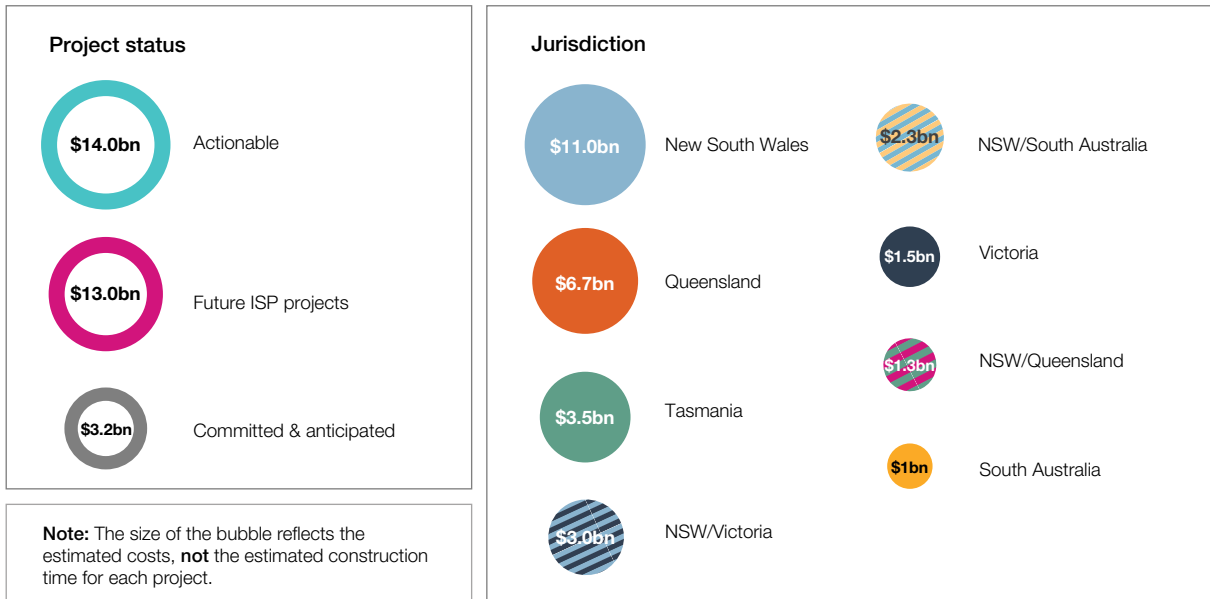 Project status
$14.0bn
Actionable
$13.0bn
Future ISP projects
$3.2bn
Committed & anticipated
Note: The size of the bubble reflects the
estimated costs, not the estimated construction
time for each project.
Jurisdiction
$11.0bn
New South Wales
$6.7bn
Queensland
$3.5bn
Tasmania
$3.0bn
NSW/Victoria
$2.3bn
NSW/South Australia
$1.5bn
Victoria
$1.3bn
NSW/Queensland
$1bn
South Australia